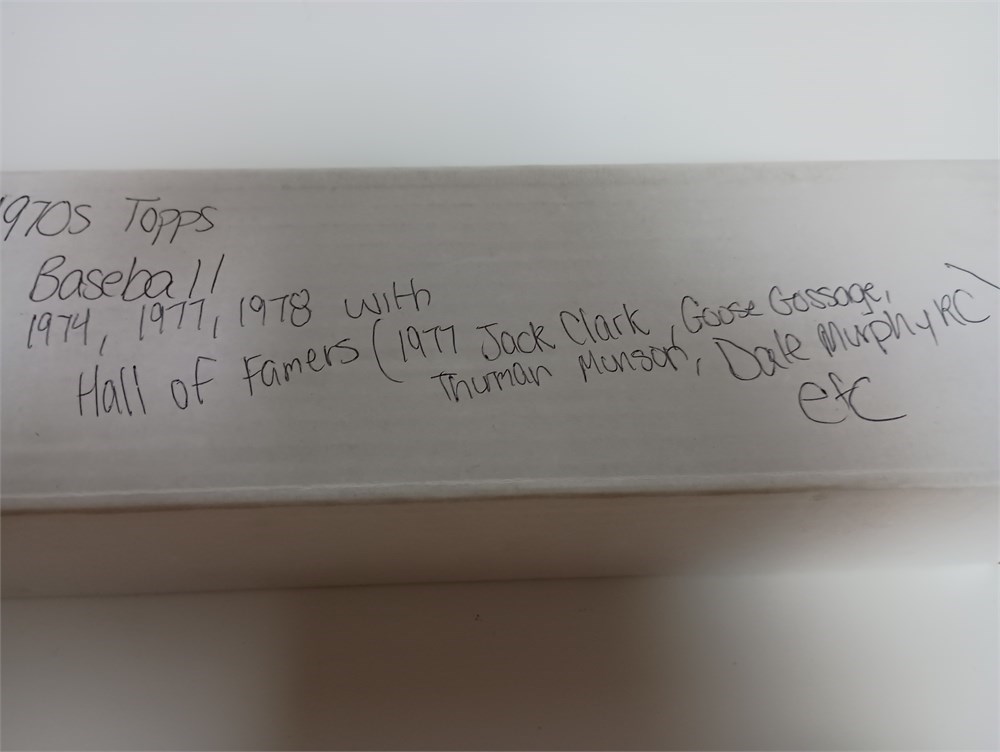 1970s Topps
Baseball
1974, 1977, 1978 with
Hall of Famers (1977 Jack Clark, Goose Gossage,
Thurman Munson, Dale Murphy RC)
etc